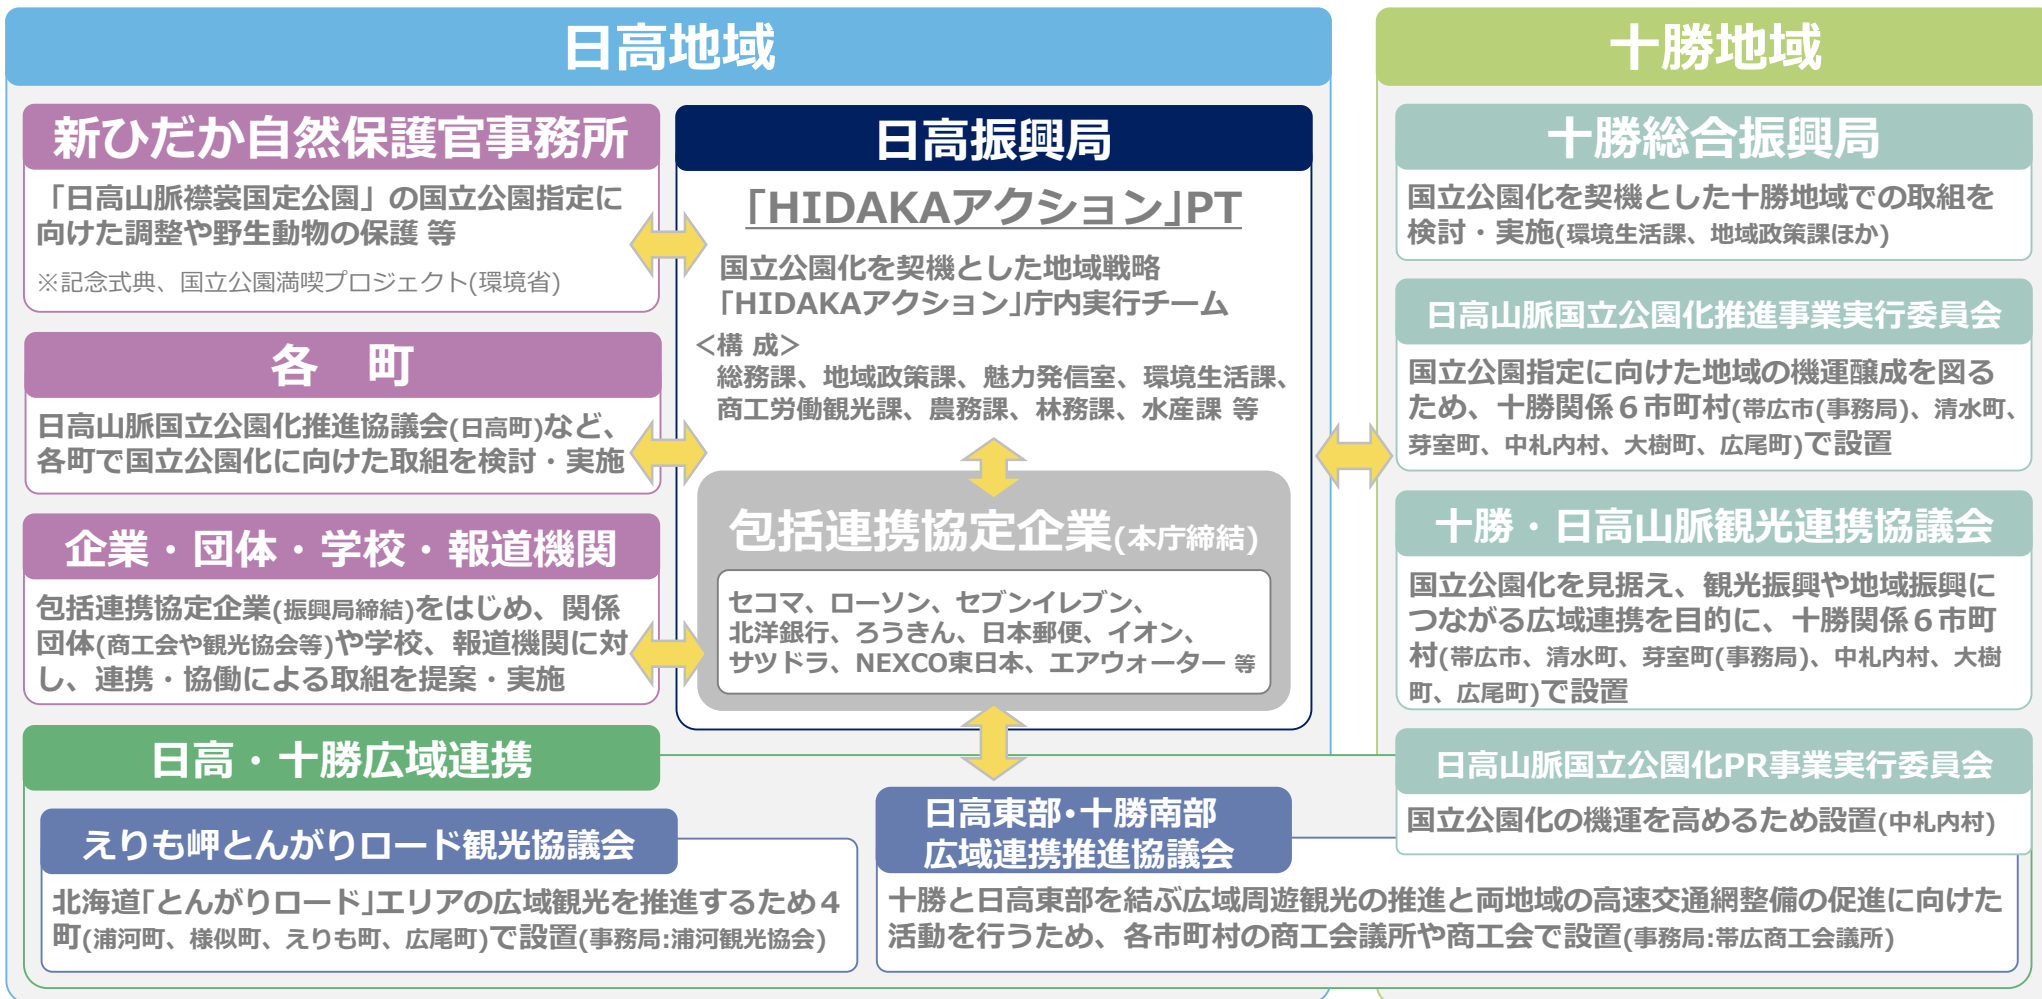 日高地域
新ひだか自然保護官事務所
「日高山脈襟裳国定公園」の国立公園指定に
向けた調整や野生動物の保護 等
※記念式典、国立公園満喫プロジェクト(環境省)
各　町
日高山脈国立公園化推進協議会(日高町)など、
各町で国立公園化に向けた取組を検討・実施
企業・団体・学校・報道機関
包括連携協定企業(振興局締結)をはじめ、関係
団体(商工会や観光協会等)や学校、報道機関に対
し、連携・協働による取組を提案・実施
日高振興局
「HIDAKAアクション」PT
国立公園化を契機とした地域戦略
「HIDAKAアクション」庁内実行チーム
＜構 成＞
総務課、地域政策課、魅力発信室、環境生活課、
商工労働観光課、農務課、林務課、水産課 等
包括連携協定企業(本庁締結)
セコマ、ローソン、セブンイレブン、
北洋銀行、ろうきん、日本郵便、イオン、
サツドラ、NEXCO東日本、エアウォーター 等
十勝地域
十勝総合振興局
国立公園化を契機とした十勝地域での取組を
検討・実施(環境生活課、地域政策課ほか)
日高山脈国立公園化推進事業実行委員会
国立公園指定に向けた地域の機運醸成を図る
ため、十勝関係６市町村(帯広市(事務局)、清水町、
芽室町、中札内村、大樹町、広尾町)で設置
十勝・日高山脈観光連携協議会
国立公園化を見据え、観光振興や地域振興に
つながる広域連携を目的に、十勝関係６市町
村(帯広市、清水町、芽室町(事務局)、中札内村、大樹
町、広尾町)で設置
日高山脈国立公園化PR事業実行委員会
国立公園化の機運を高めるため設置(中札内村)
日高・十勝広域連携
えりも岬とんがりロード観光協議会
北海道「とんがりロード」エリアの広域観光を推進するため４
町(浦河町、様似町、えりも町、広尾町)で設置(事務局:浦河観光協会)
日高東部・十勝南部
広域連携推進協議会
十勝と日高東部を結ぶ広域周遊観光の推進と両地域の高速交通網整備の促進に向けた
活動を行うため、各市町村の商工会議所や商工会で設置(事務局:帯広商工会議所)